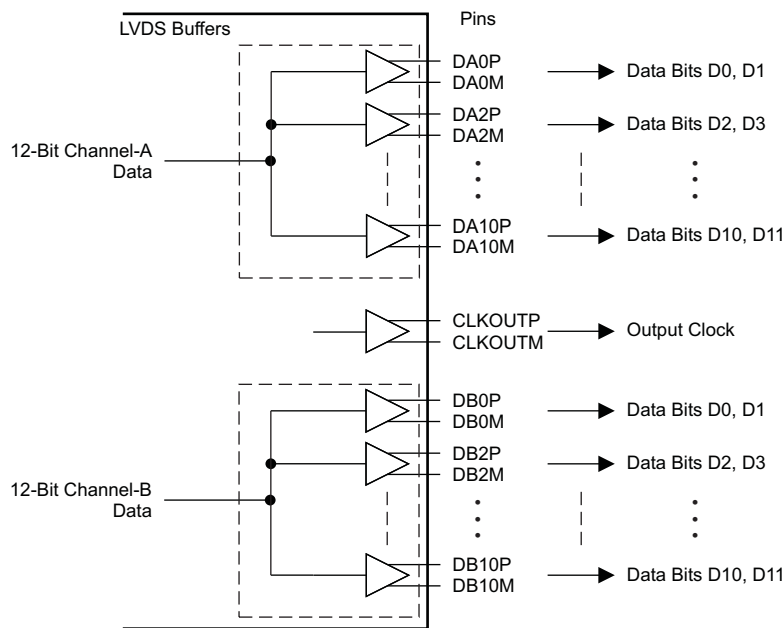 Pins
LVDS Buffers
DA0P
DA0M
Data Bits D0, D1
DA2P
DA2M
Data Bits D2, D3
12-Bit Channel-A
Data
DA10P
DA10M
Data Bits D10, D11
CLKOUTP
CLKOUTM
Output Clock
DB0P
DB0M
Data Bits D0, D1
DB2P
DB2M
Data Bits D2, D3
12-Bit Channel-B
Data
DB10P
DB10M
Data Bits D10, D11